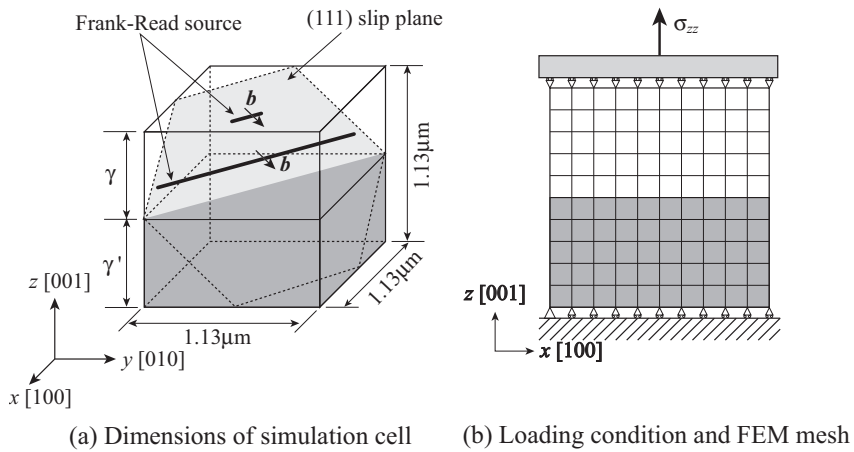 Frank-Read source
(111) slip plane
b
b
γ
γ'
1.13μm
1.13μm
1.13μm
z [001]
y [010]
x [100]
(a) Dimensions of simulation cell
σzz
z [001]
x [100]
(b) Loading condition and FEM mesh